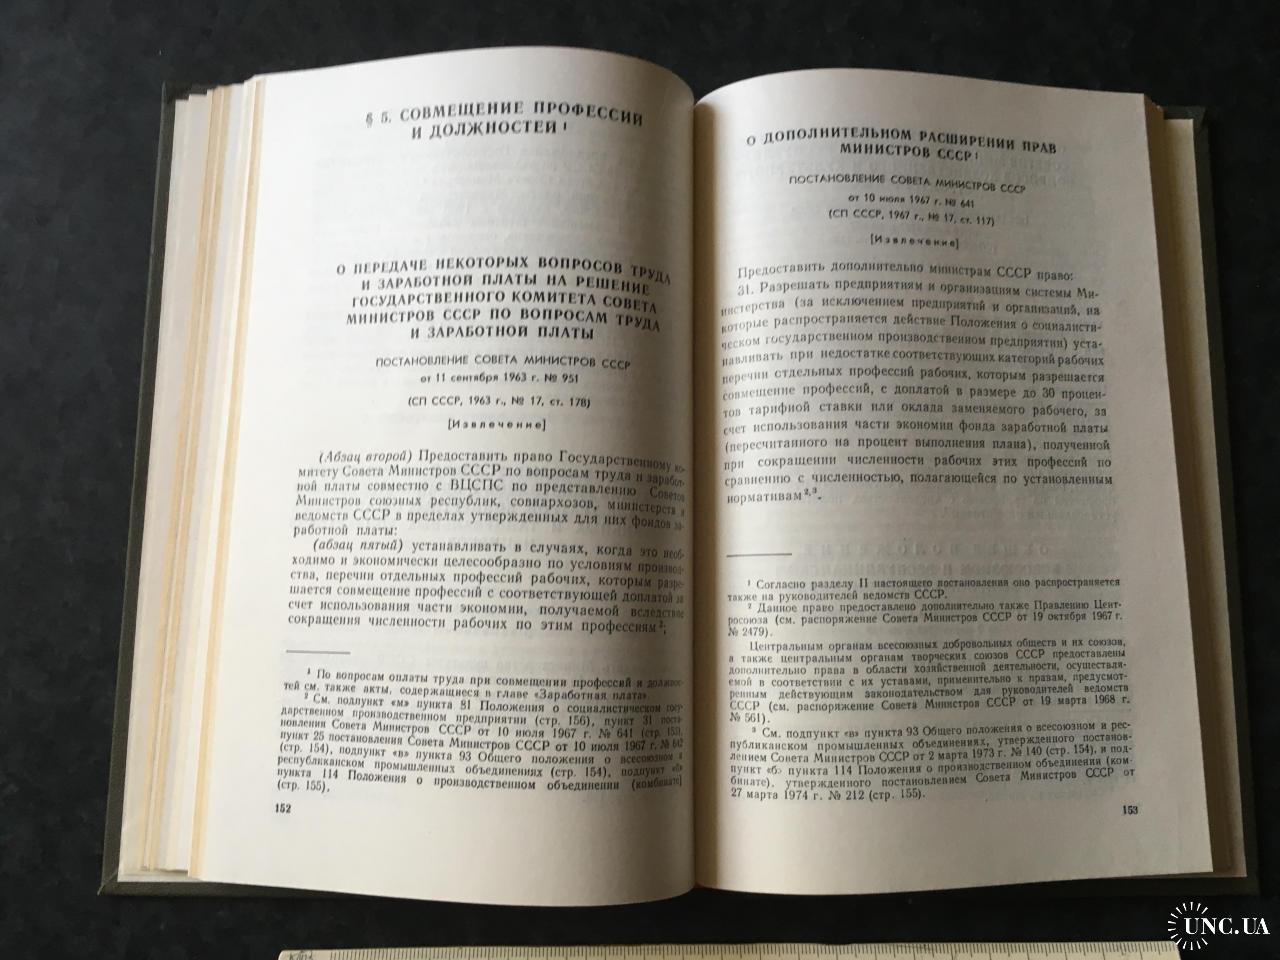 § 5. СОВМЕЩЕНИЕ ПРОФЕССИЙ
И ДОЛЖНОСТЕЙ ¹
О ПЕРЕДАЧЕ НЕКОТОРЫХ ВОПРОСОВ ТРУДА
И ЗАРАБОТНОЙ ПЛАТЫ НА РЕШЕНИЕ
ГОСУДАРСТВЕННОГО КОМИТЕТА СОВЕТА
МИНИСТРОВ СССР ПО ВОПРОСАМ ТРУДА
И ЗАРАБОТНОЙ ПЛАТЫ
ПОСТАНОВЛЕНИЕ СОВЕТА МИНИСТРОВ СССР
от 11 сентября 1963 г. № 951
(СП СССР, 1963 г., № 17, ст. 178)
[Извлечение]
(Абзац второй) Предоставить право Государственному ко-
митету Совета Министров СССР по вопросам труда и заработ-
ной платы совместно с ВЦСПС по представлению Советов
Министров союзных республик, совнархозов, министерств и
ведомств СССР в пределах утвержденных для них фондов за-
работной платы:
(абзац пятый) устанавливать в случаях, когда это необ-
ходимо и экономически целесообразно по условиям производ-
ства, перечни отдельных профессий рабочих, которым разре-
шается совмещение профессий с соответствующей доплатой за
счет использования части экономии, получаемой вследствие
сокращения численности рабочих по этим профессиям ²;
¹ По вопросам оплаты труда при совмещении профессий и должнос-
тей см. также акты, содержащиеся в главе «Заработная плата».
² См. подпункт «м» пункта 81 Положения о социалистическом госу-
дарственном производственном предприятии (стр. 156), пункт 31 поста-
новления Совета Министров СССР от 10 июля 1967 г. № 641 (стр. 153),
пункт 25 постановления Совета Министров СССР от 10 июля 1967 г. № 642
(стр. 154), подпункт «в» пункта 93 Общего положения о всесоюзном и
республиканском промышленных объединениях (стр. 154), подпункт «б»
пункта 114 Положения о производственном объединении (комбинате)
(стр. 155).
152
О ДОПОЛНИТЕЛЬНОМ РАСШИРЕНИИ ПРАВ
МИНИСТРОВ СССР ¹
ПОСТАНОВЛЕНИЕ СОВЕТА МИНИСТРОВ СССР
от 10 июля 1967 г. № 641
(СП СССР, 1967 г., № 17, ст. 117)
[Извлечение]
Предоставить дополнительно министрам СССР право:
31. Разрешать предприятиям и организациям системы Ми-
нистерства (за исключением предприятий и организаций, на
которые распространяется действие Положения о социалисти-
ческом государственном производственном предприятии) уста-
навливать при недостатке соответствующих категорий рабочих
перечни отдельных профессий рабочих, которым разрешается
совмещение профессий, с доплатой в размере до 30 процен-
тов тарифной ставки или оклада заменяемого рабочего, за
счет использования части экономии фонда заработной платы
(пересчитанного на процент выполнения плана), полученной
при сокращении численности рабочих этих профессий по
сравнению с численностью, полагающейся по установленным
нормативам ²,³.
¹ Согласно разделу II настоящего постановления оно распространяется
также на руководителей ведомств СССР.
² Данное право предоставлено дополнительно также Правлению Цент-
росоюза (см. распоряжение Совета Министров СССР от 19 октября 1967 г.
№ 2479).
Центральным органам всесоюзных добровольных обществ и их союзов,
а также центральным органам творческих союзов СССР предоставлены
дополнительно права в области хозяйственной деятельности, осуществля-
емой в соответствии с их уставами, применительно к правам, предусмот-
ренным действующим законодательством для руководителей ведомств
СССР (см. распоряжение Совета Министров СССР от 19 марта 1968 г.
№ 561).
³ См. подпункт «в» пункта 93 Общего положения о всесоюзном и рес-
публиканском промышленных объединениях, утвержденного постанов-
лением Совета Министров СССР от 2 марта 1973 г. № 140 (стр. 154), и под-
пункт «б» пункта 114 Положения о производственном объединении (ком-
бинате), утвержденного постановлением Совета Министров СССР от
27 марта 1974 г. № 212 (стр. 155).
153
UNC.UA